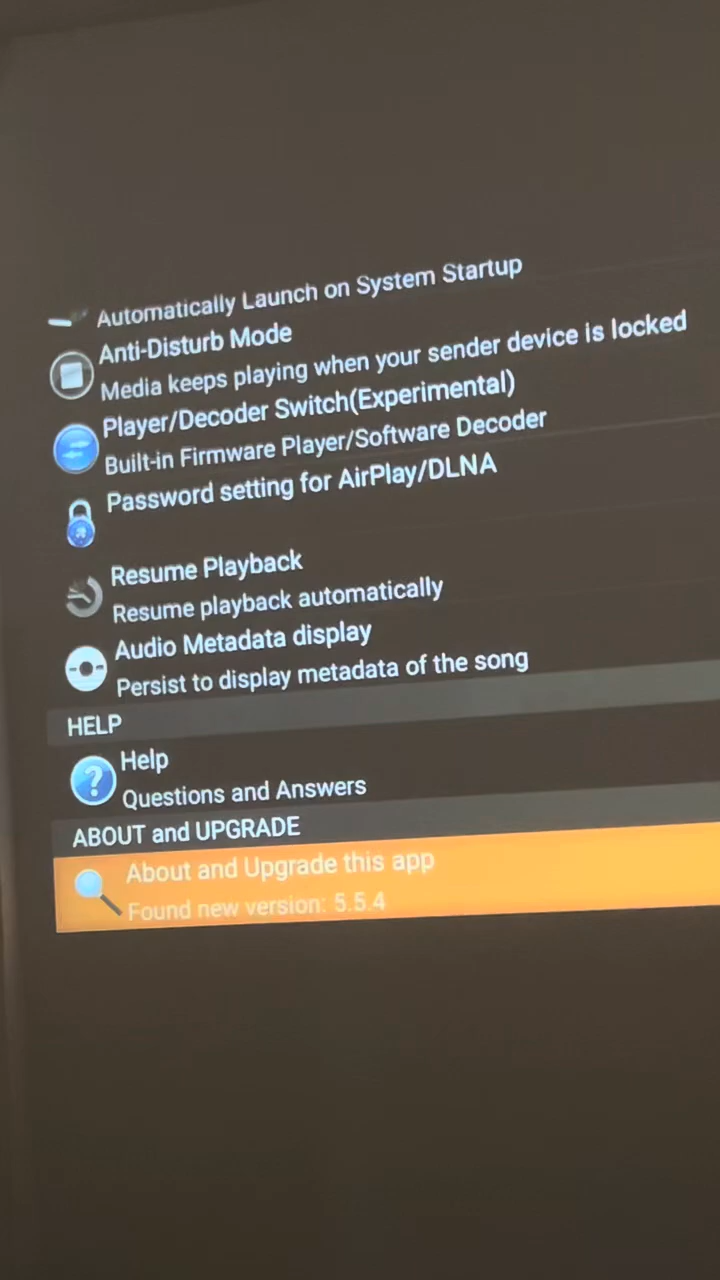 Automatically Launch on System Startup
Anti-Disturb Mode
Media keeps playing when your sender device is locked
Player/Decoder Switch(Experimental)
Built-in Firmware Player/Software Decoder
Password setting for AirPlay/DLNA
Resume Playback
Resume playback automatically
Audio Metadata display
Persist to display metadata of the song
HELP
Help
Questions and Answers
ABOUT and UPGRADE
About and Upgrade this app
Found new version: 5.5.4